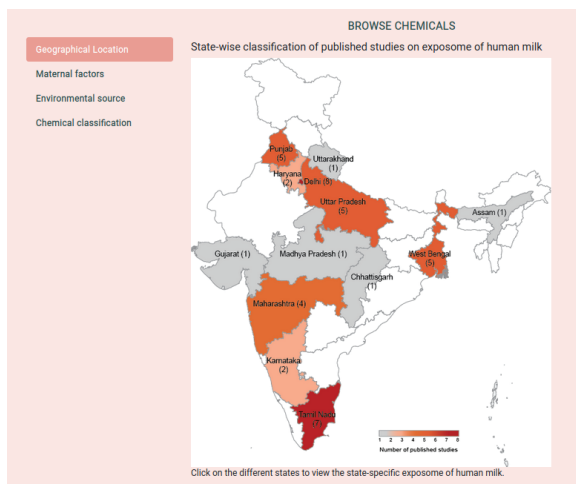 BROWSE CHEMICALS
Geographical Location
Maternal factors
Environmental source
Chemical classification
State-wise classification of published studies on exposome of human milk
Punjab
(5)
Uttarakhand
(1)
Haryana
(2)
Delhi (8)
Uttar Pradesh
(5)
Assam (1)
Gujarat (1)
Madhya Pradesh (1)
West Bengal
(5)
Chhattisgarh
(1)
Maharashtra (4)
Karnataka
(2)
Tamil Nadu
(7)
1 2 3 4 5 6 7 8
Number of published studies
Click on the different states to view the state-specific exposome of human milk.